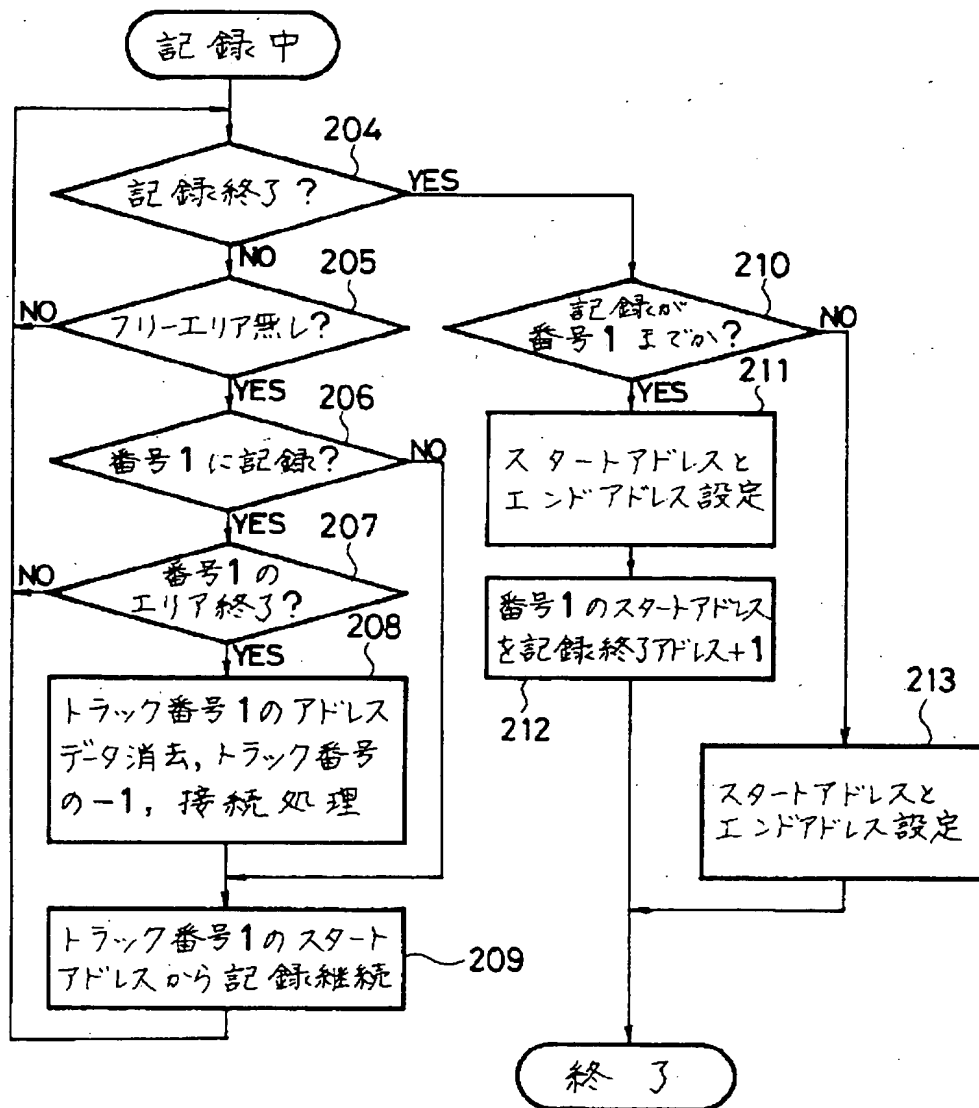 記録中
204
記録終了?
YES
NO
205
フリーエリア無し?
NO
YES
206
番号1に記録?
NO
YES
207
番号1の
エリア終了?
NO
YES
208
トラック番号1のアドレス
データ消去,トラック番号
の-1,接続処理
トラック番号1のスタート
アドレスから記録継続
209
210
記録が
番号1までか?
NO
YES
211
スタートアドレスと
エンドアドレス設定
番号1のスタートアドレス
を記録終了アドレス+1
212
213
スタートアドレスと
エンドアドレス設定
終了